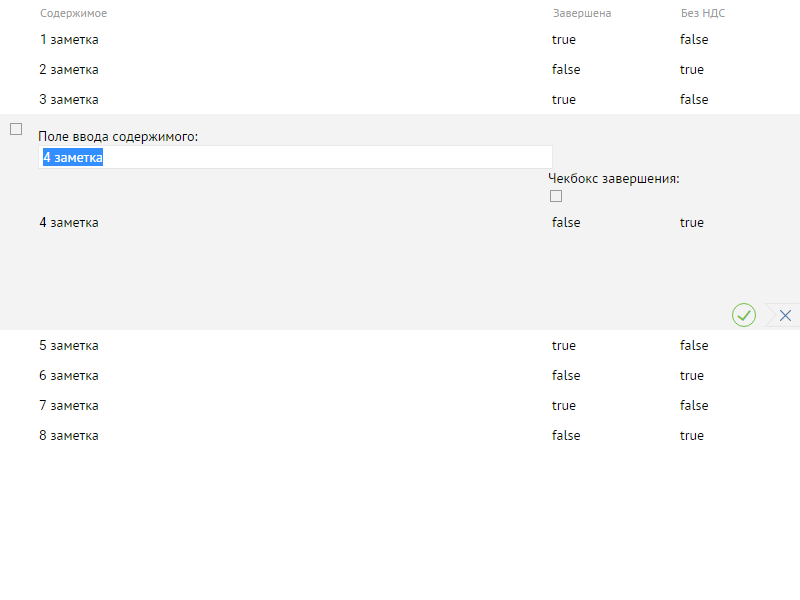 Содержимое Завершена Без НДС
1 заметка true false
2 заметка false true
3 заметка true false
Поле ввода содержимого:
4 заметка
Чекбокс завершения:
4 заметка false true
5 заметка true false
6 заметка false true
7 заметка true false
8 заметка false true